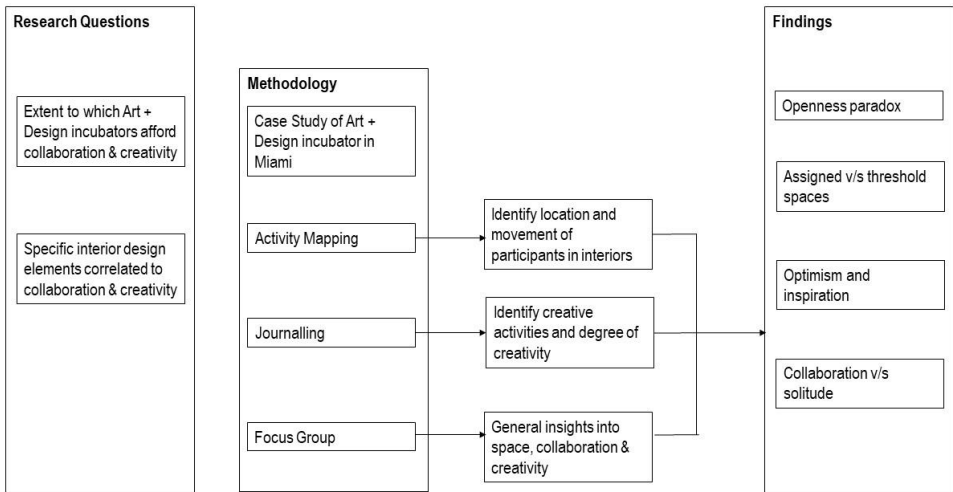 Research Questions
Extent to which Art +
Design incubators afford
collaboration & creativity
Specific interior design
elements correlated to
collaboration & creativity
Methodology
Case Study of Art +
Design incubator in
Miami
Activity Mapping
Journalling
Focus Group
Identify location and
movement of
participants in interiors
Identify creative
activities and degree of
creativity
General insights into
space, collaboration &
creativity
Findings
Openness paradox
Assigned v/s threshold
spaces
Optimism and
inspiration
Collaboration v/s
solitude